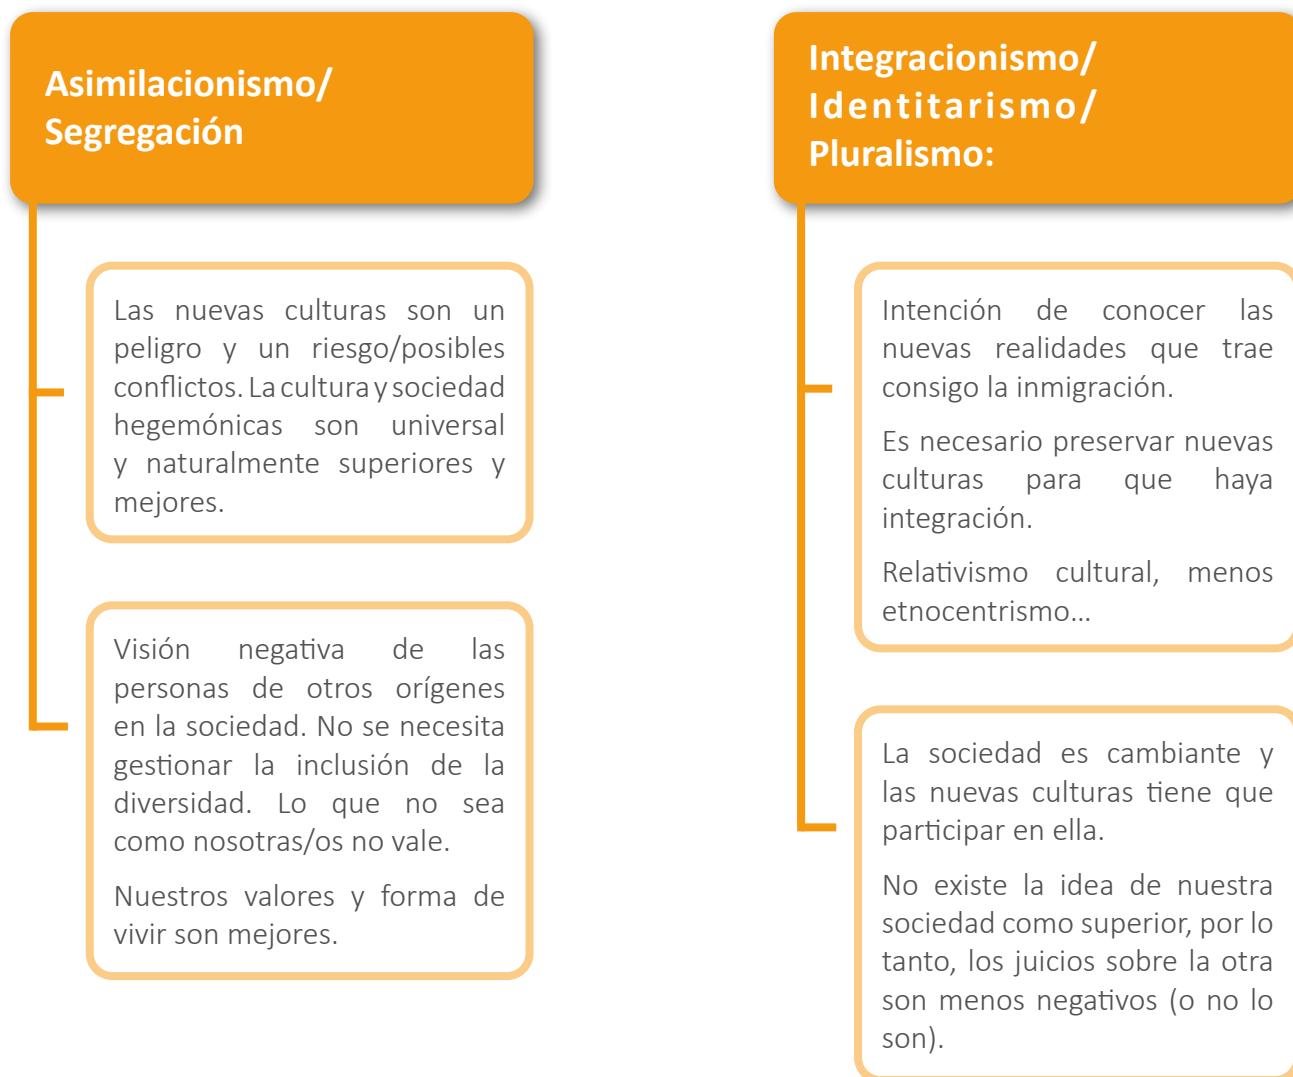 Asimilacionismo/
Segregación
Las nuevas culturas son un
peligro y un riesgo/posibles
conflictos. La cultura y sociedad
hegemónicas son universal
y naturalmente superiores y
mejores.
Visión negativa de las
personas de otros orígenes
en la sociedad. No se necesita
gestionar la inclusión de la
diversidad. Lo que no sea
como nosotras/os no vale.
Nuestros valores y forma de
vivir son mejores.
Integracionismo/
Identitarismo/
Pluralismo:
Intención de conocer las
nuevas realidades que trae
consigo la inmigración.
Es necesario preservar nuevas
culturas para que haya
integración.
Relativismo cultural, menos
etnocentrismo...
La sociedad es cambiante y
las nuevas culturas tiene que
participar en ella.
No existe la idea de nuestra
sociedad como superior, por lo
tanto, los juicios sobre la otra
son menos negativos (o no lo
son).